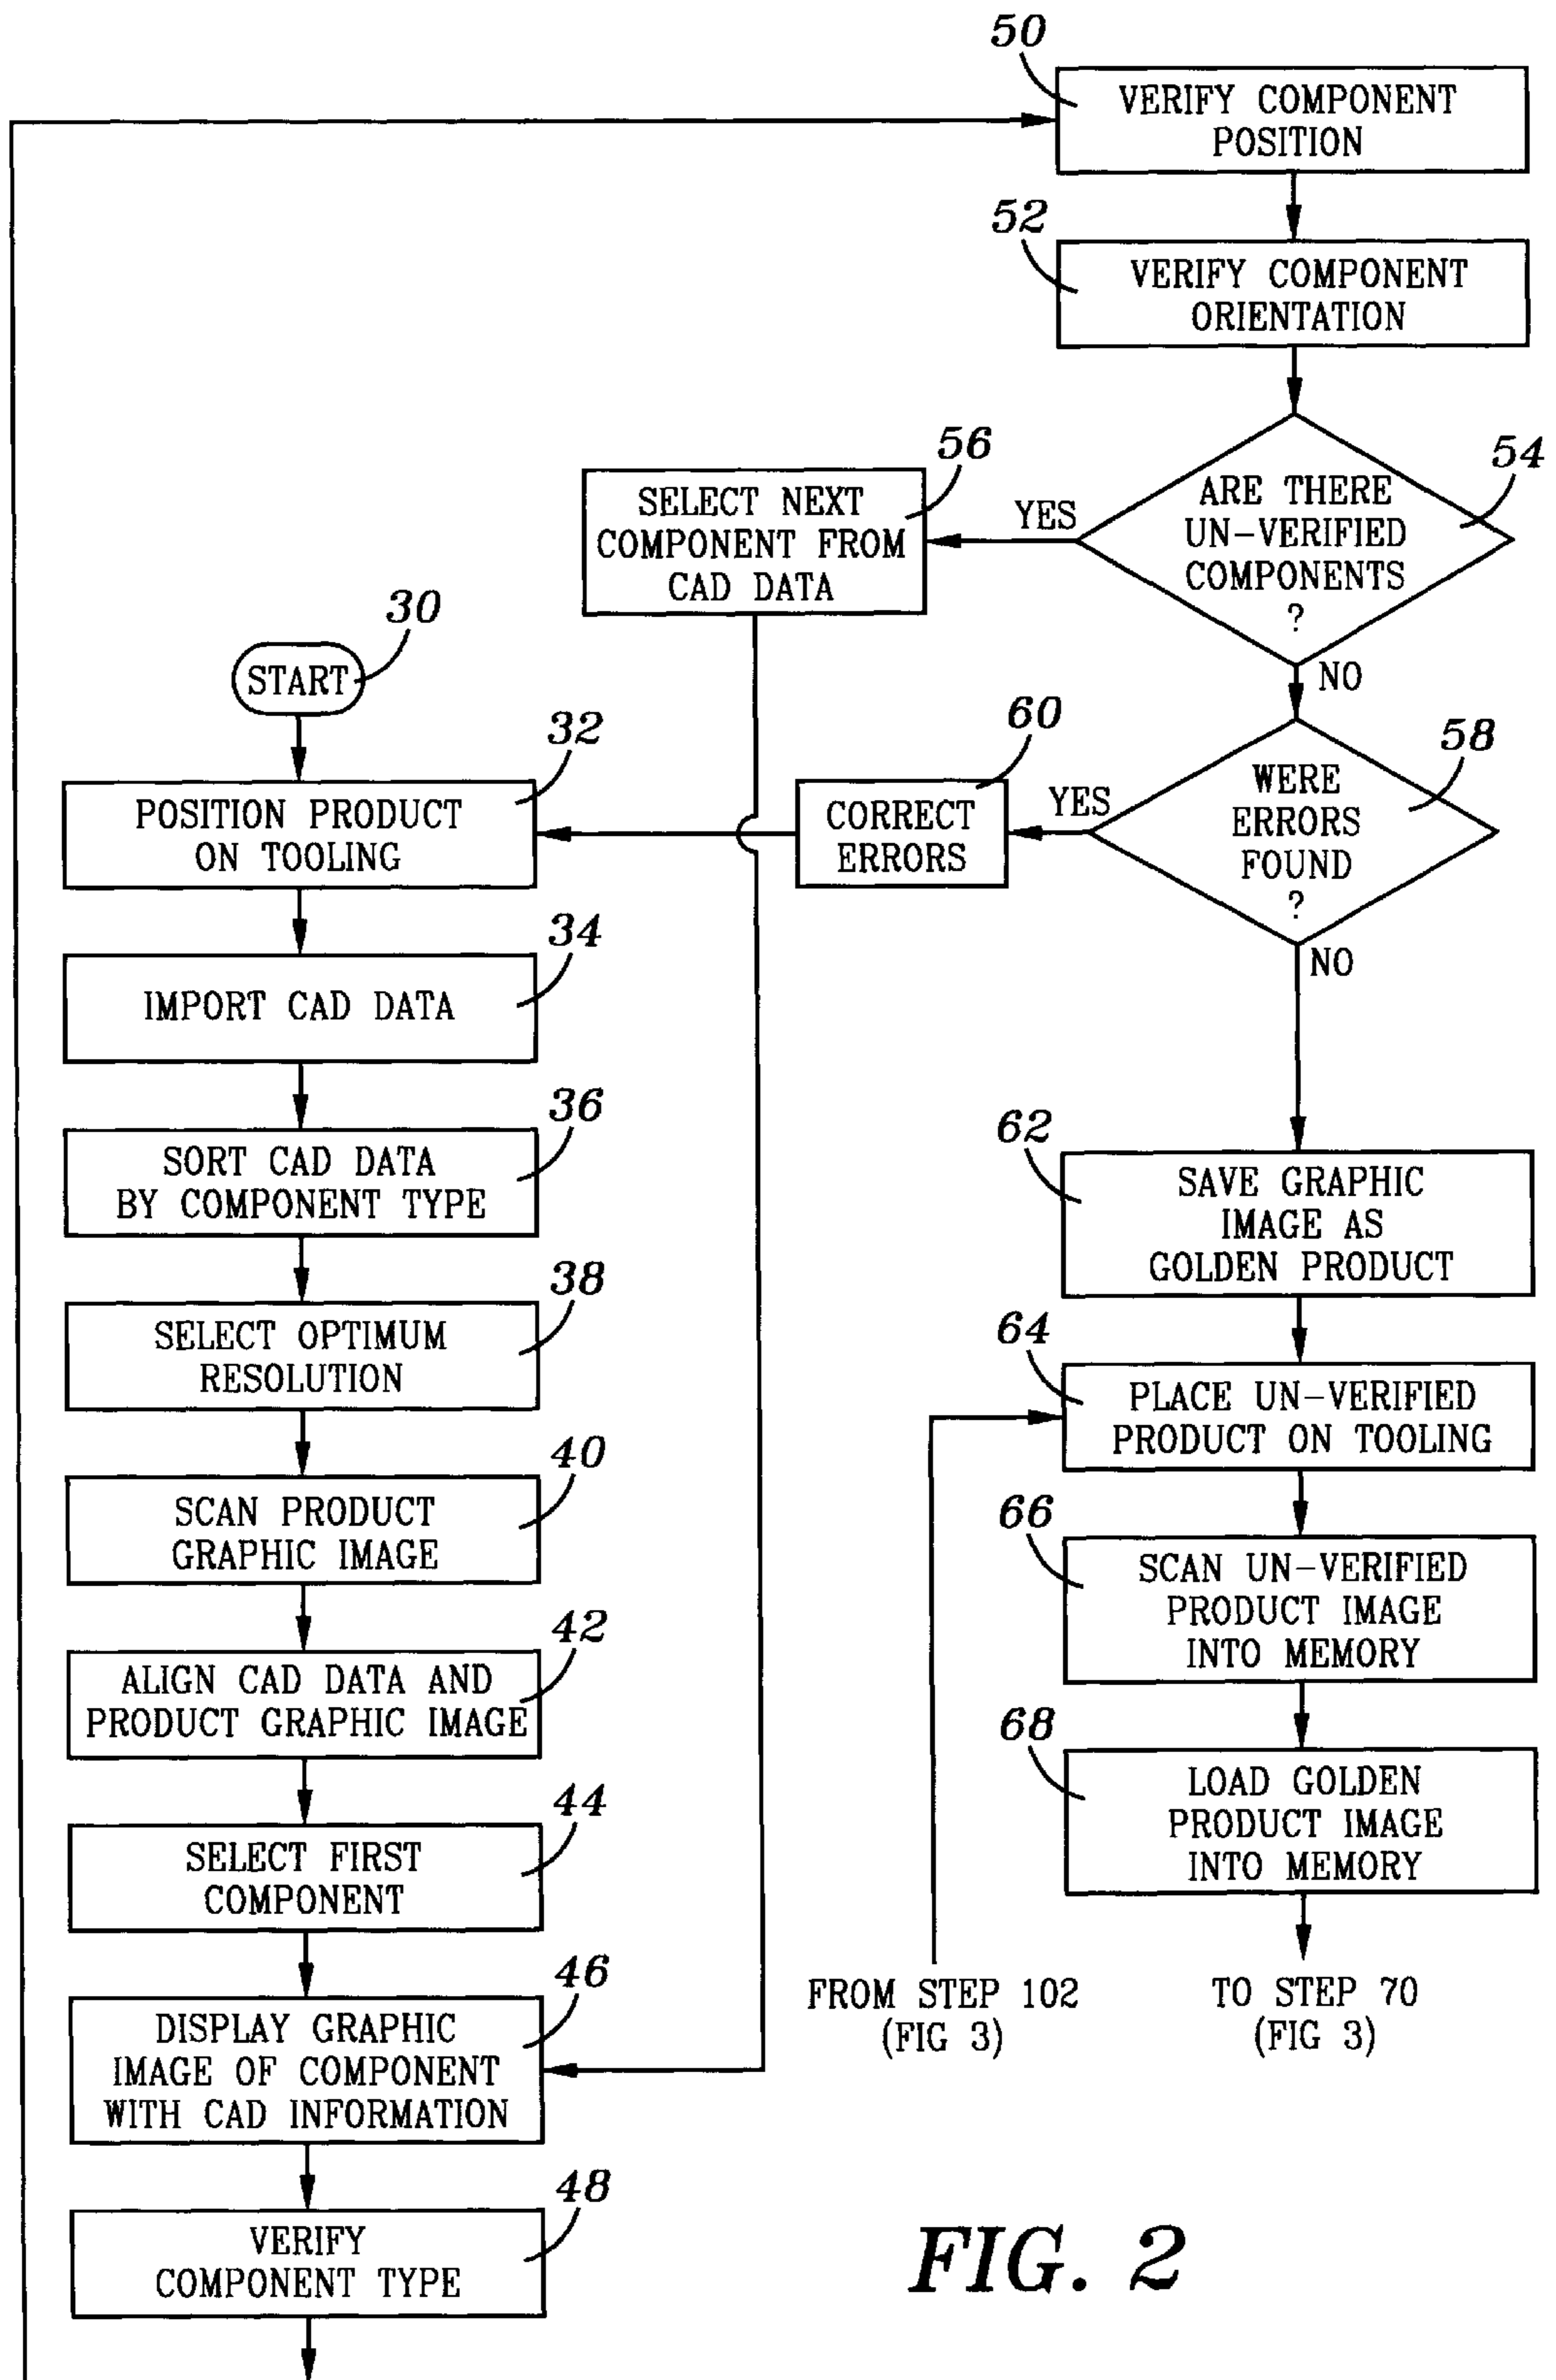 30
START
32
POSITION PRODUCT
ON TOOLING
34
IMPORT CAD DATA
36
SORT CAD DATA
BY COMPONENT TYPE
38
SELECT OPTIMUM
RESOLUTION
40
SCAN PRODUCT
GRAPHIC IMAGE
42
ALIGN CAD DATA AND
PRODUCT GRAPHIC IMAGE
44
SELECT FIRST
COMPONENT
46
DISPLAY GRAPHIC
IMAGE OF COMPONENT
WITH CAD INFORMATION
48
VERIFY
COMPONENT TYPE
50
VERIFY COMPONENT
POSITION
52
VERIFY COMPONENT
ORIENTATION
54
ARE THERE
UN-VERIFIED
COMPONENTS
?
YES
56
SELECT NEXT
COMPONENT FROM
CAD DATA
NO
58
WERE
ERRORS
FOUND
?
YES
60
CORRECT
ERRORS
NO
62
SAVE GRAPHIC
IMAGE AS
GOLDEN PRODUCT
64
PLACE UN-VERIFIED
PRODUCT ON TOOLING
66
SCAN UN-VERIFIED
PRODUCT IMAGE
INTO MEMORY
68
LOAD GOLDEN
PRODUCT IMAGE
INTO MEMORY
FROM STEP 102
(FIG 3)
TO STEP 70
(FIG 3)
FIG. 2